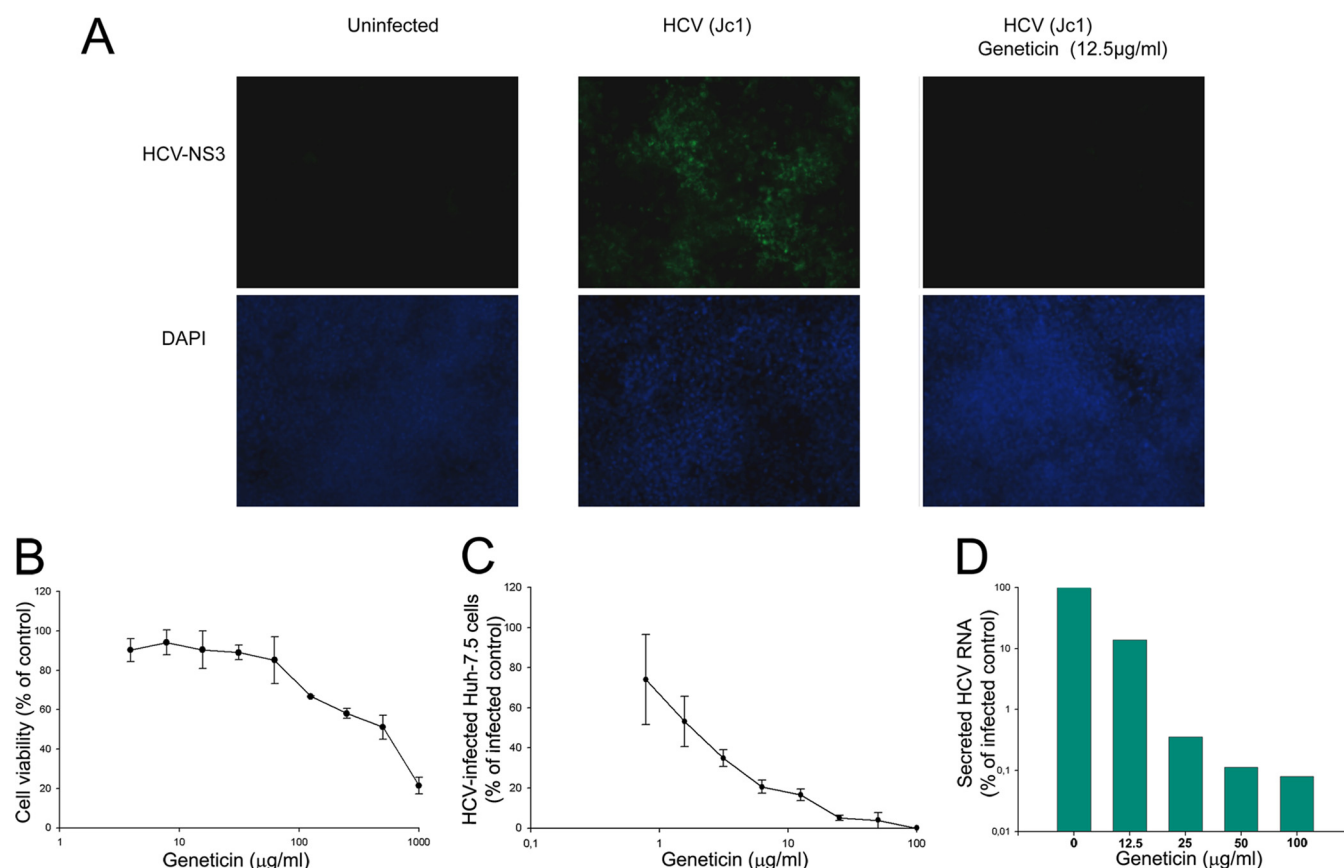 A
Uninfected
HCV (Jc1)
HCV (Jc1)
Geneticin (12.5µg/ml)
HCV-NS3
DAPI
B
Cell viability (% of control)
120
100
80
60
40
20
0
1
10
100
1000
Geneticin (µg/ml)
C
HCV-infected Huh-7.5 cells
(% of infected control)
120
100
80
60
40
20
0
0,1
1
10
100
Geneticin (µg/ml)
D
Secreted HCV RNA
(% of infected control)
100
10
1
0,1
0,01
0
12.5
25
50
100
Geneticin (µg/ml)